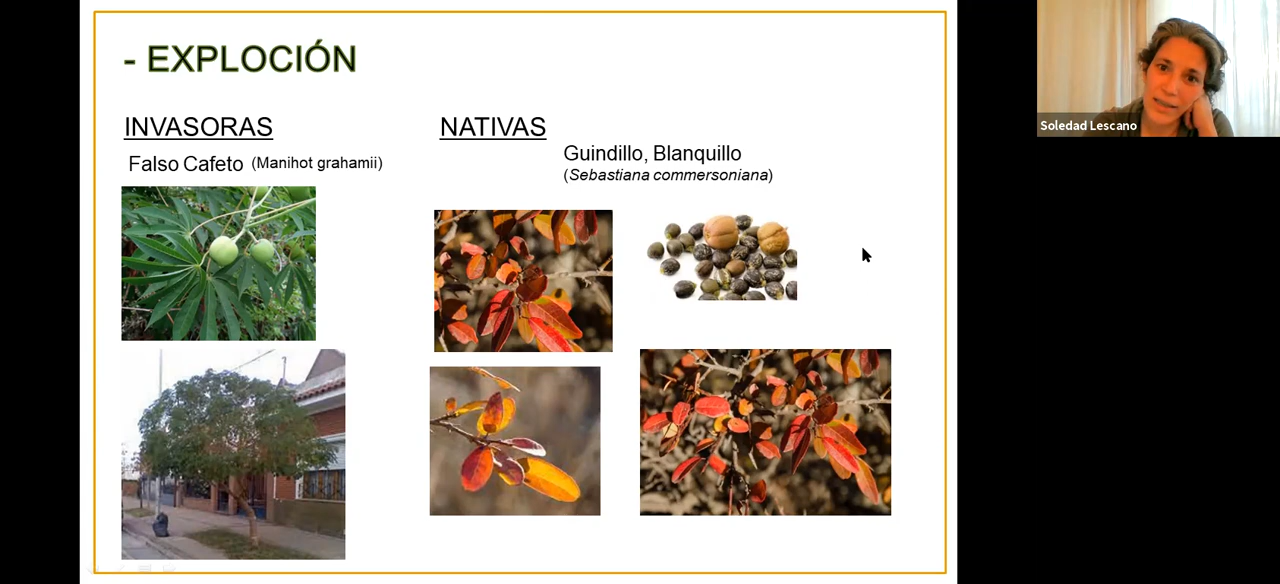 - EXPLOCIÓN
INVASORAS
Falso Cafeto (Manihot grahamii)
NATIVAS
Guindillo, Blanquillo
(Sebastiana commersoniana)
Soledad Lescano